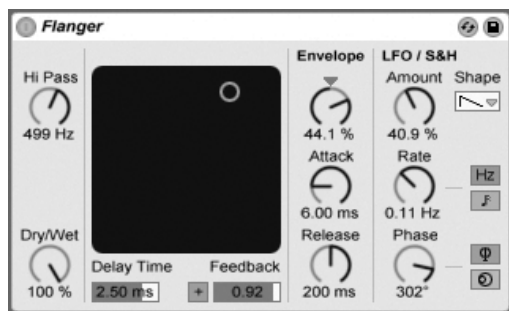 Flanger
Hi Pass
499 Hz
Dry/Wet
100 %
Delay Time
2.50 ms
Feedback
+
0.92
Envelope
44.1 %
Attack
6.00 ms
Release
200 ms
LFO / S&H
Amount
40.9 %
Shape
Rate
0.11 Hz
Hz
Phase
302°
Φ